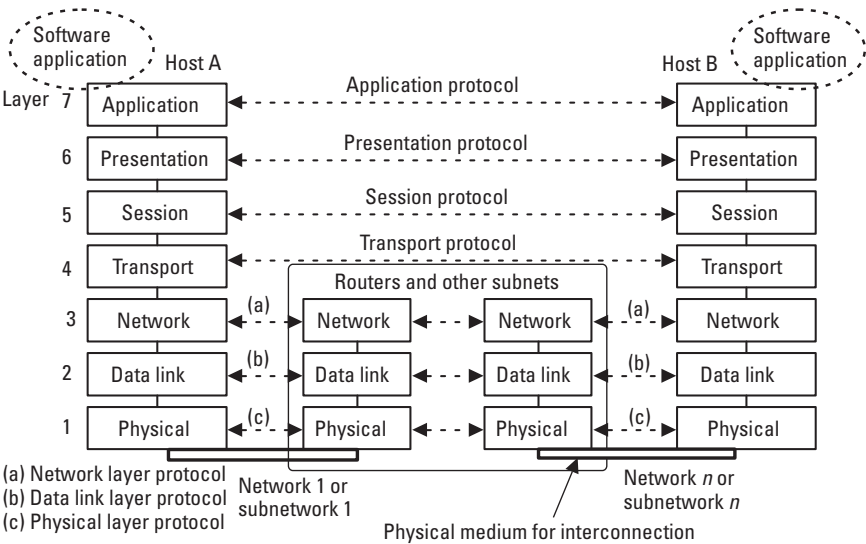 Software
application
Software
application
Host A
Host B
Layer 7
Application
Application protocol
Application
6
Presentation
Presentation protocol
Presentation
5
Session
Session protocol
Session
4
Transport
Transport protocol
Transport
Routers and other subnets
3
Network
(a)
Network
Network
(a)
Network
2
Data link
(b)
Data link
Data link
(b)
Data link
1
Physical
(c)
Physical
Physical
(c)
Physical
(a) Network layer protocol
(b) Data link layer protocol
(c) Physical layer protocol
Network 1 or
subnetwork 1
Network n or
subnetwork n
Physical medium for interconnection